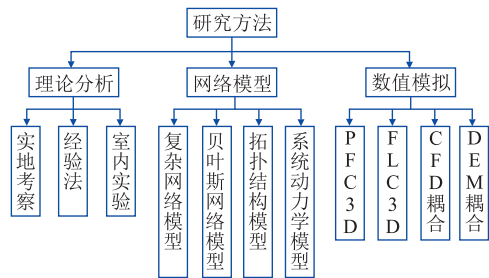 研究方法
理论分析
网络模型
数值模拟
实地考察
经验法
室内实验
复杂网络模型
贝叶斯网络模型
拓扑结构模型
系统动力学模型
PFC3D
FLC3D
CFD耦合
DEM耦合